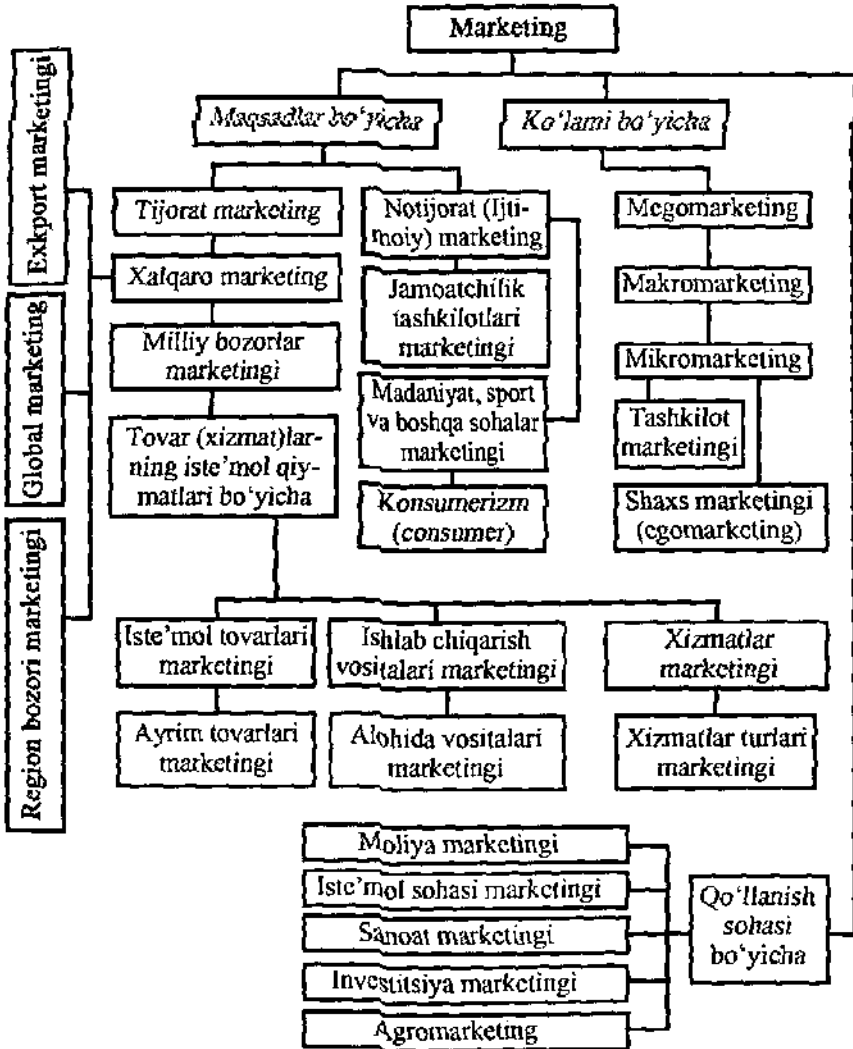 Marketing
Maqsadlar bo‘yicha
Ko‘lami bo‘yicha
Tijorat marketing
Xalqaro marketing
Milliy bozorlar
marketingi
Tovar (xizmat)lar-
ning iste’mol qiy-
matlari bo‘yicha
Notijorat (Ijti-
moiy) marketing
Jamoatchilik
tashkilotlari
marketingi
Madaniyat, sport
va boshqa sohalar
marketingi
Konsumerizm
(consumer)
Megomarketing
Makromarketing
Mikromarketing
Tashkilot
marketingi
Shaxs marketingi
(egomarketing)
Exkport marketingi
Global marketing
Region bozori marketingi
Iste’mol tovarlari
marketingi
Ayrim tovarlari
marketingi
Ishlab chiqarish
vositalari marketingi
Alohida vositalari
marketingi
Xizmatlar
marketingi
Xizmatlar turlari
marketingi
Moliya marketingi
Iste’mol sohasi marketingi
Sanoat marketingi
Investitsiya marketingi
Agromarketing
Qo‘llanish
sohasi
bo‘yicha